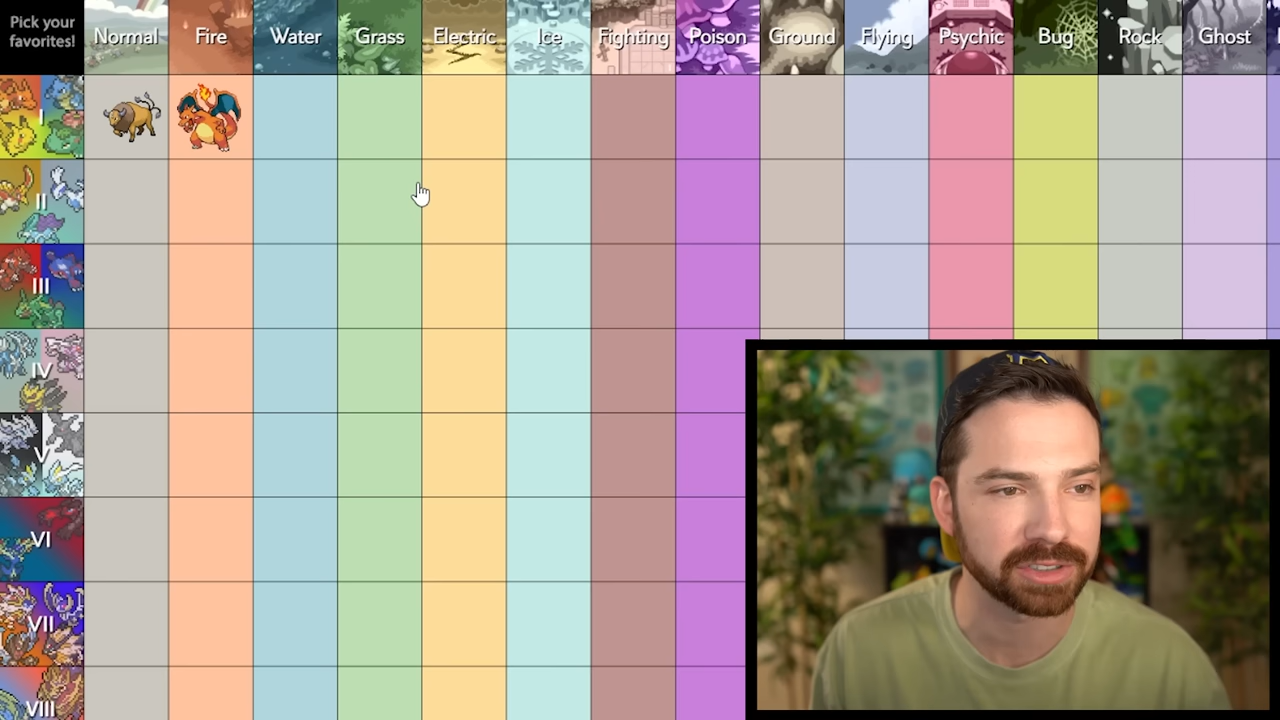 Pick your
favorites!
Normal
Fire
Water
Grass
Electric
Ice
Fighting
Poison
Ground
Flying
Psychic
Bug
Rock
Ghost
I
II
III
IV
V
VI
VII
VIII